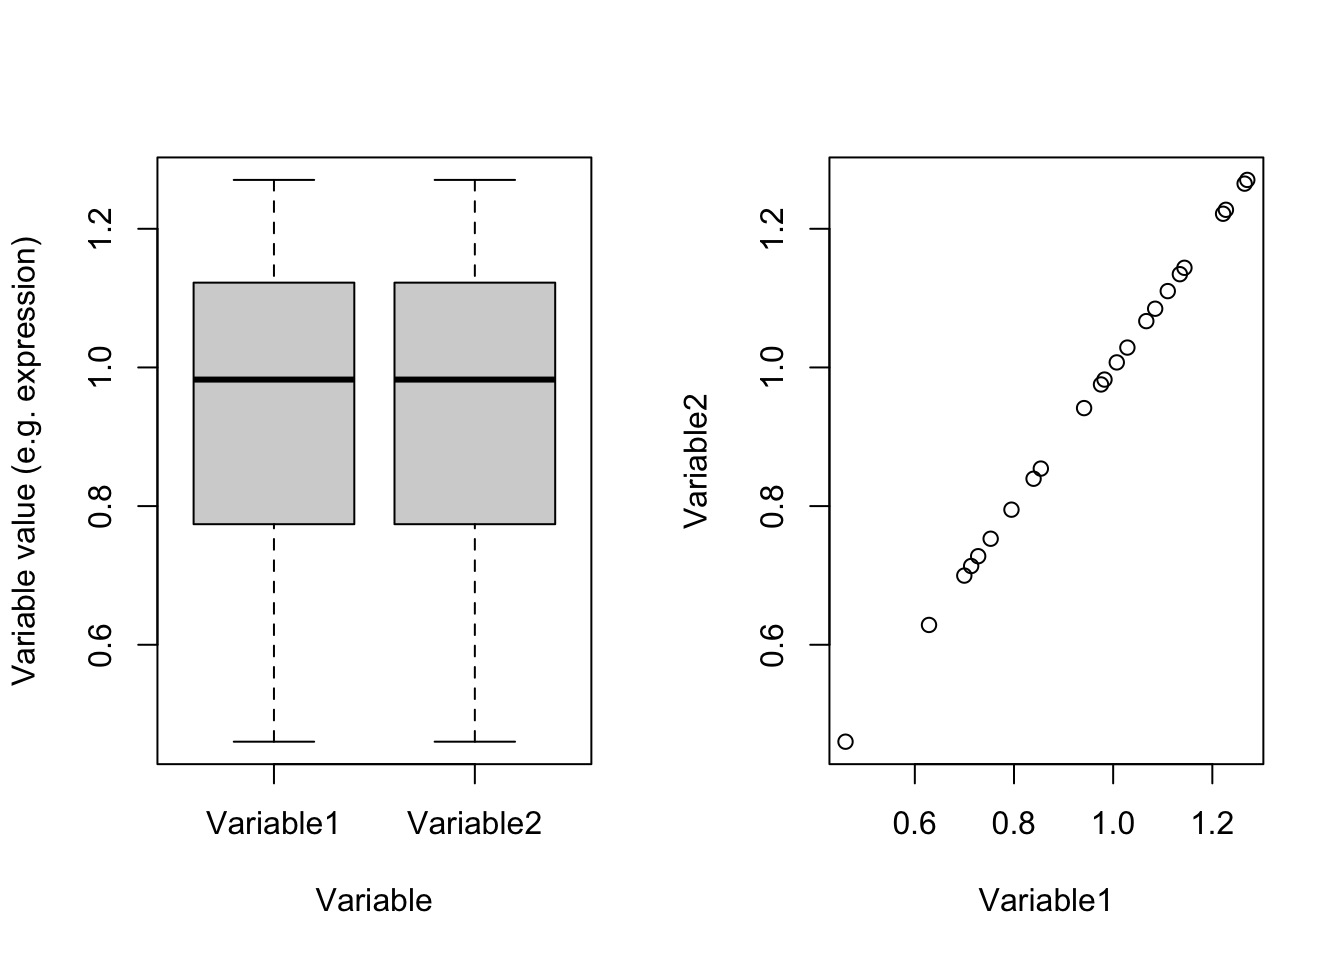 Variable value (e.g. expression)
1.2
1.0
0.8
0.6
Variable1 Variable2
Variable
Variable2
1.2
1.0
0.8
0.6
0.6 0.8 1.0 1.2
Variable1